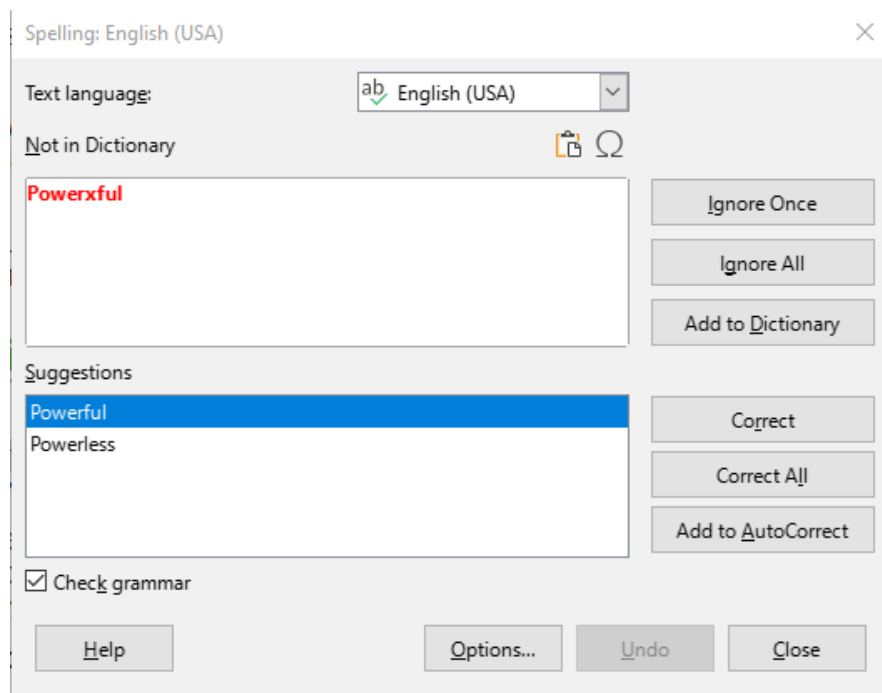 Spelling: English (USA)
Text language:
ab English (USA)
Not in Dictionary
Ω
Powerxful
Ignore Once
Ignore All
Add to Dictionary
Suggestions
Powerful
Powerless
Correct
Correct All
Add to AutoCorrect
Check grammar
Help
Options...
Undo
Close